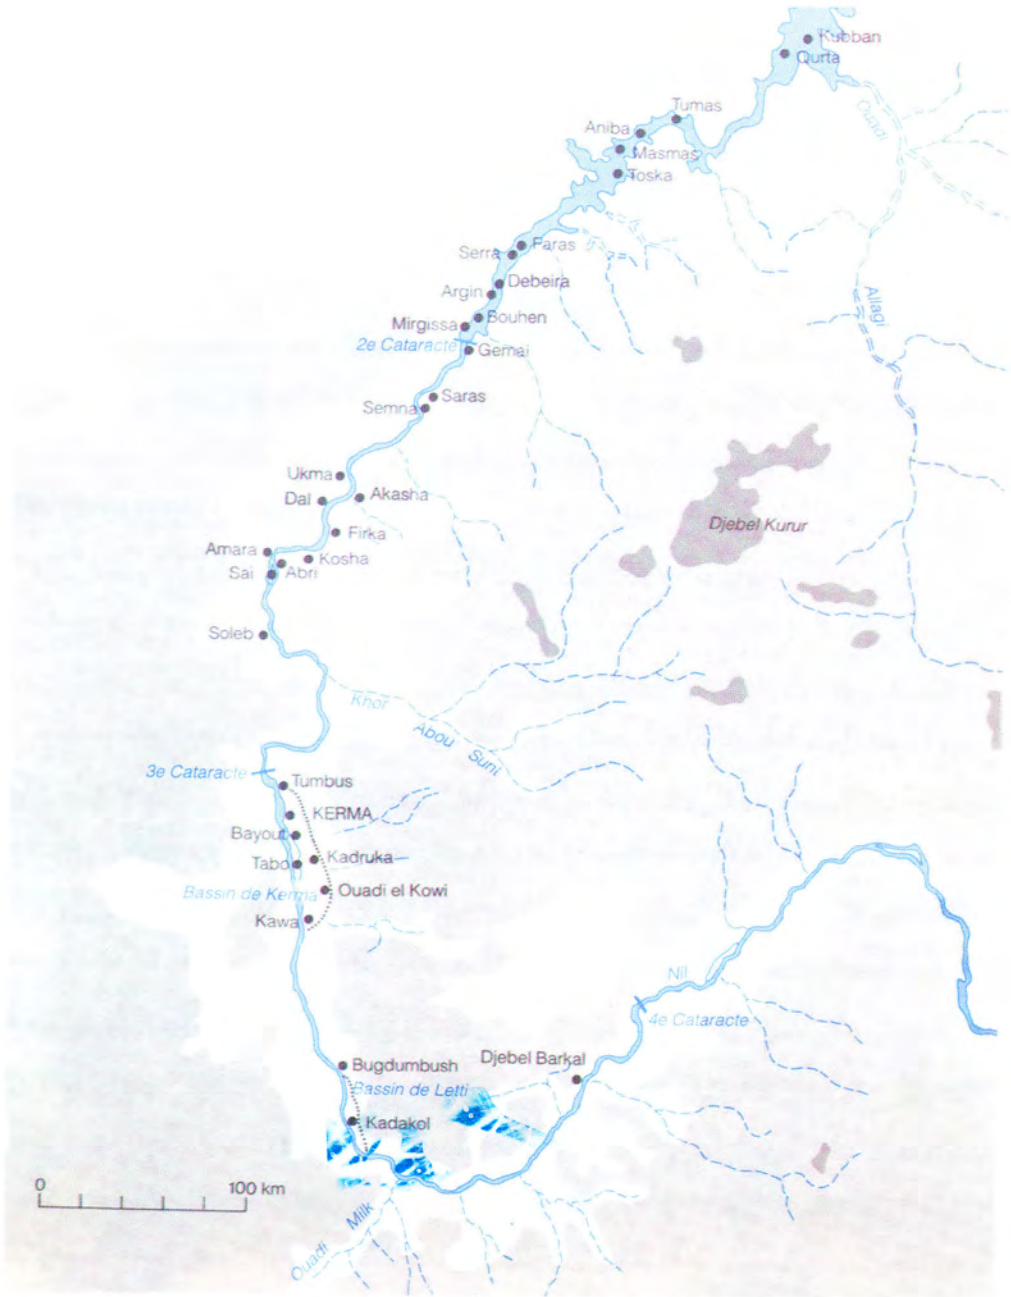 Kubban
Qurta
Tumas
Ouadi
Aniba
Masmas
Toska
Faras
Serra
Debeira
Argin
Allagi
Bouhen
Mirgissa
2e Cataracte
Gemai
Saras
Semna
Ukma
Dal
Akasha
Djebel Kurur
Firka
Amara
Kosha
Sai
Abri
Soleb
Khor
Abou Suni
3e Cataracte
Tumbus
KERMA
Bayout
Tabo
Kadruka
Bassin de Kerma
Ouadi el Kowi
Kawa
Nil
4e Cataracte
Djebel Barkal
Bugdumbush
Bassin de Letti
Kadakol
0 100 km
Ouadi Milk